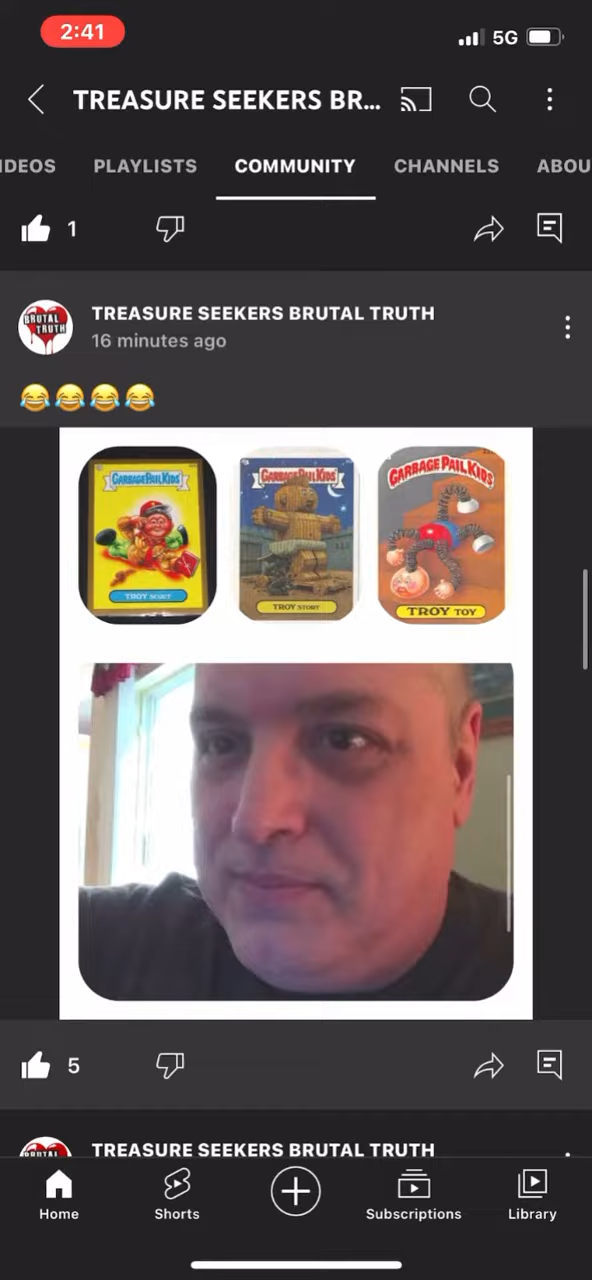 2:41
5G
TREASURE SEEKERS BR...
IDEOS PLAYLISTS COMMUNITY CHANNELS ABOU
1
BRUTAL
TRUTH
TREASURE SEEKERS BRUTAL TRUTH
16 minutes ago
😂😂😂😂
GARBAGE PAIL KIDS
TROY
GARBAGE PAIL KIDS
TROY STORY
GARBAGE PAIL KIDS
TROY TOY
5
TREASURE SEEKERS BRUTAL TRUTH
Home Shorts Subscriptions Library